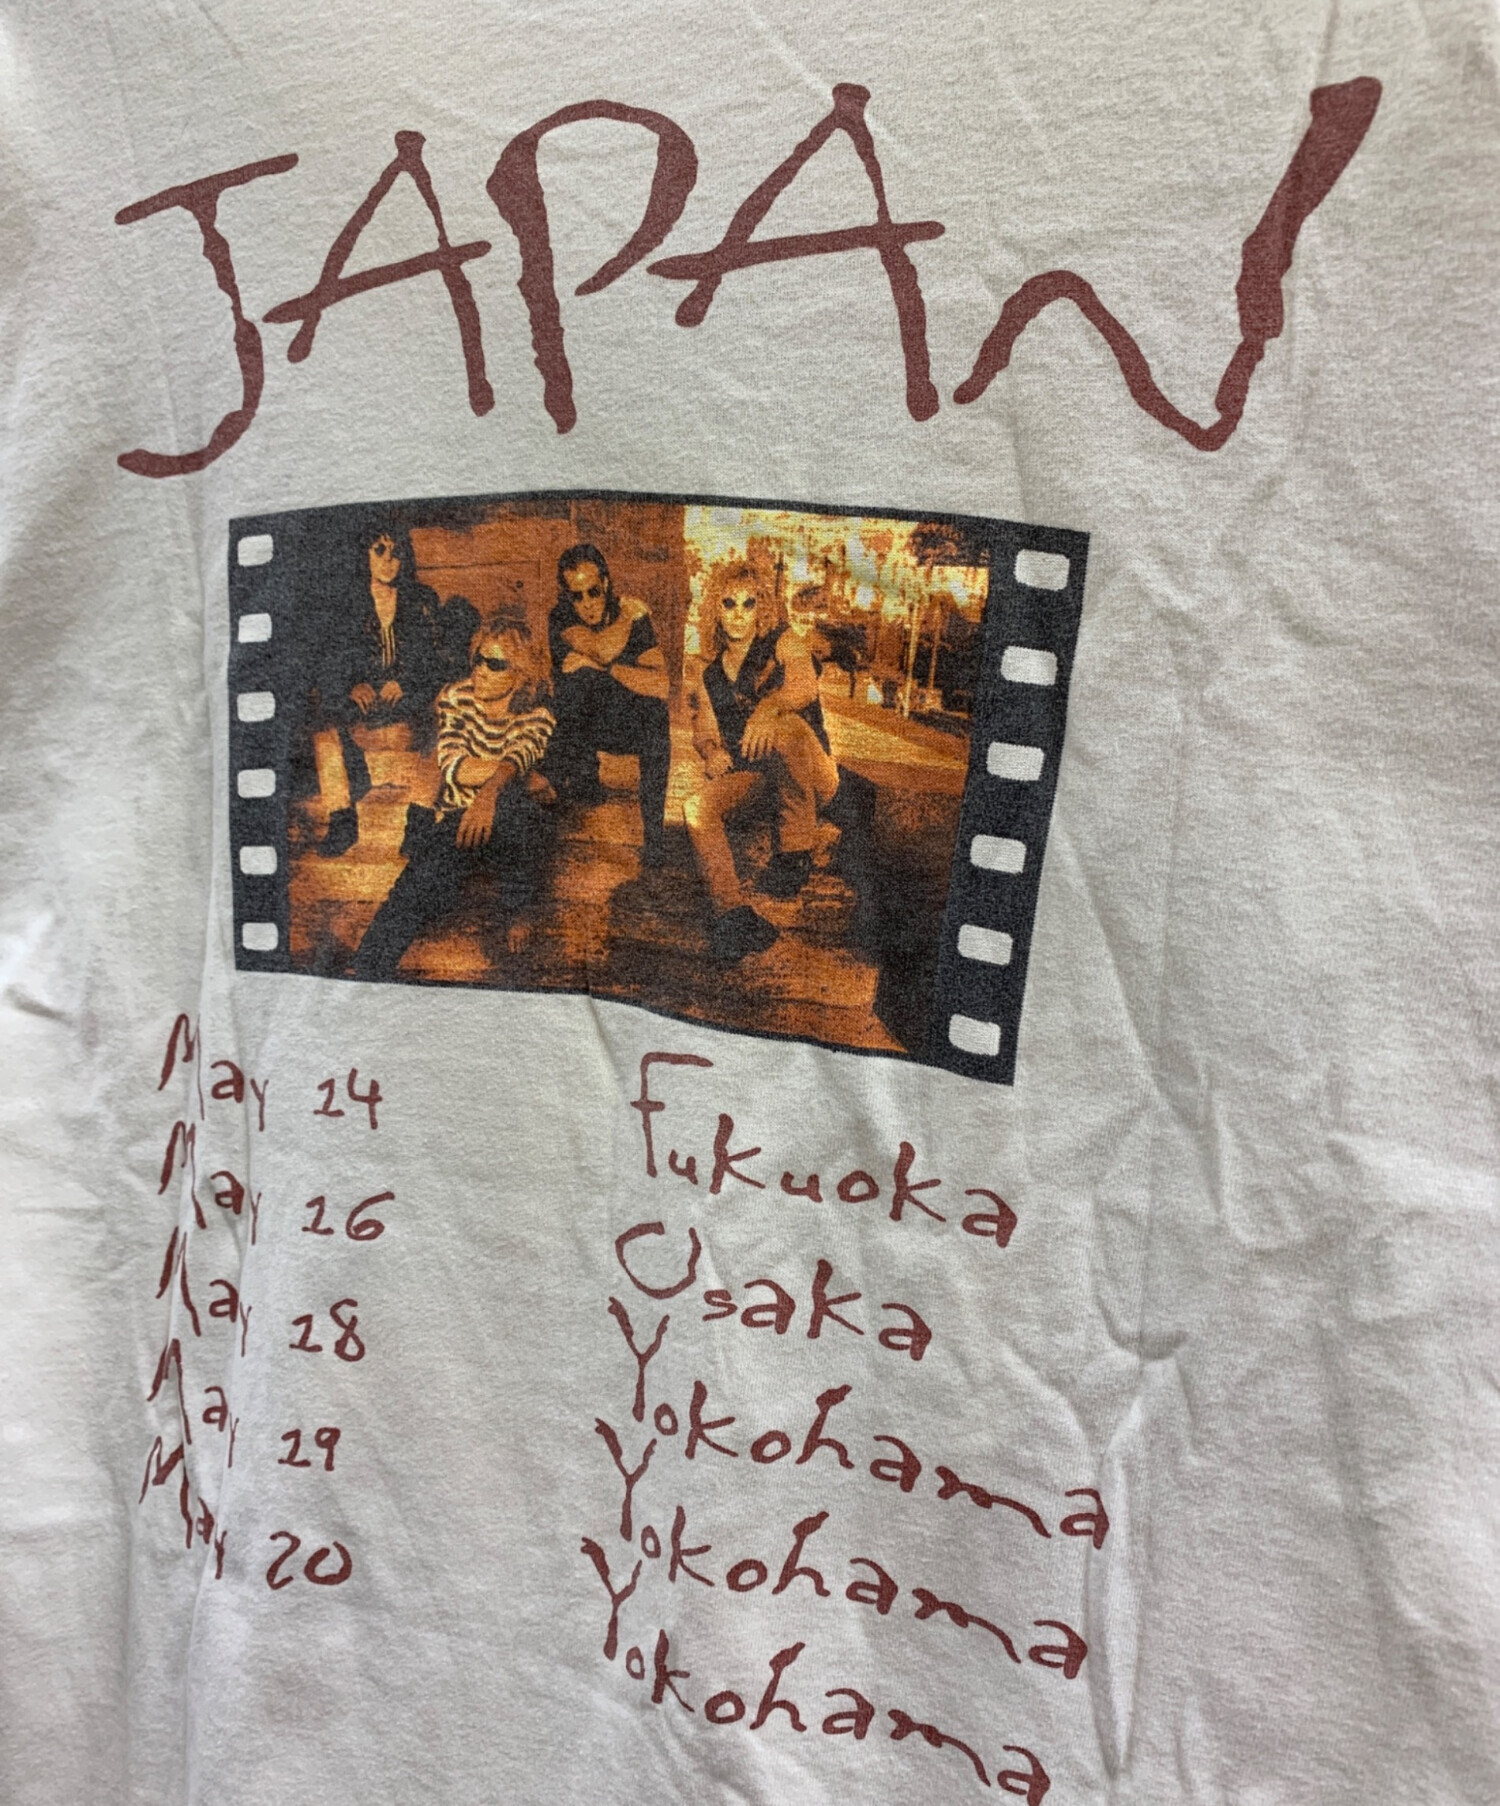 JAPAN
May 14 Fukuoka
May 16 Osaka
May 18 Yokohama
May 19 Yokohama
May 20 Yokohama